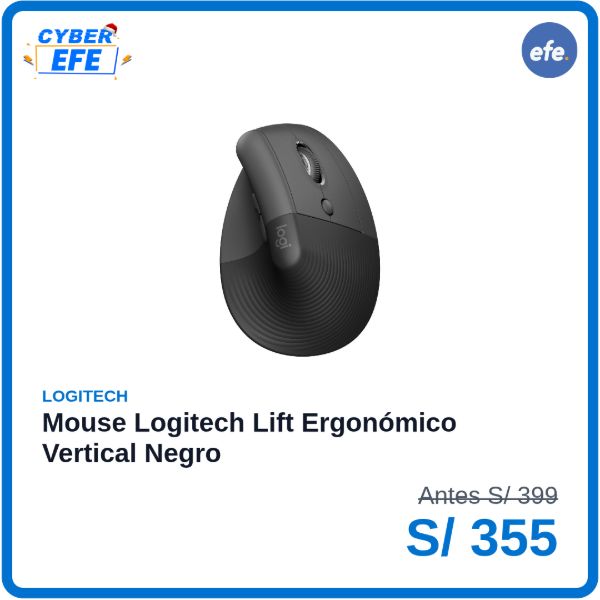 CYBER
EFE
efe.
logi
LOGITECH
Mouse Logitech Lift Ergonómico
Vertical Negro
Antes S/ 399
S/ 355